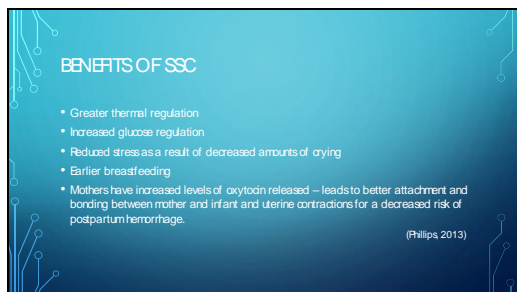 BENEFITS OF SSC
• Greater thermal regulation
• Increased glucose regulation
• Reduced stress as a result of decreased amounts of crying
• Earlier breastfeeding
• Mothers have increased levels of oxytocin released – leads to better attachment and
bonding between mother and infant and uterine contractions for a decreased risk of
postpartum hemorrhage.
(Phillips, 2013)